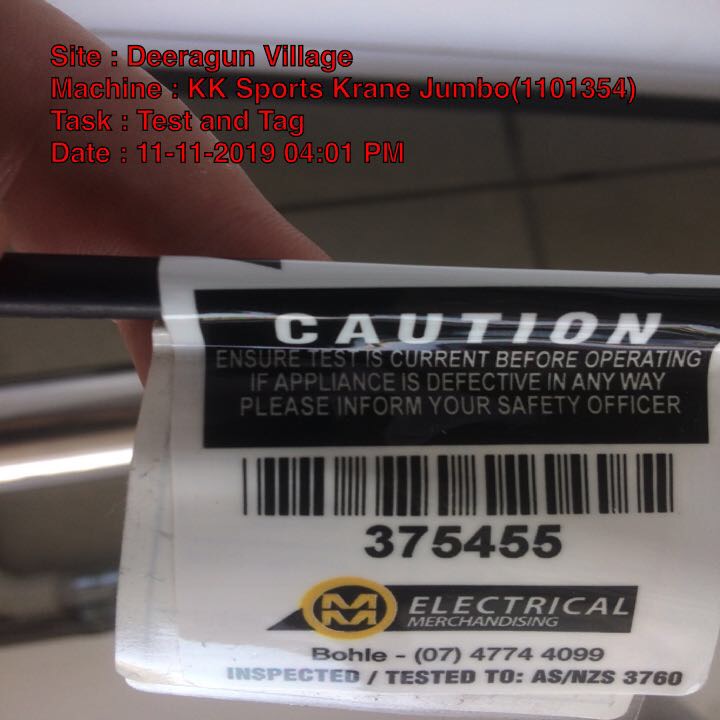 Site : Deeragun Village
Machine : KK Sports Krane Jumbo(1101354)
Task : Test and Tag
Date : 11-11-2019 04:01 PM
CAUTION
ENSURE TEST IS CURRENT BEFORE OPERATING
IF APPLIANCE IS DEFECTIVE IN ANY WAY
PLEASE INFORM YOUR SAFETY OFFICER
375455
MM ELECTRICAL
MERCHANDISING
Bohle - (07) 4774 4099
INSPECTED / TESTED TO: AS/NZS 3760